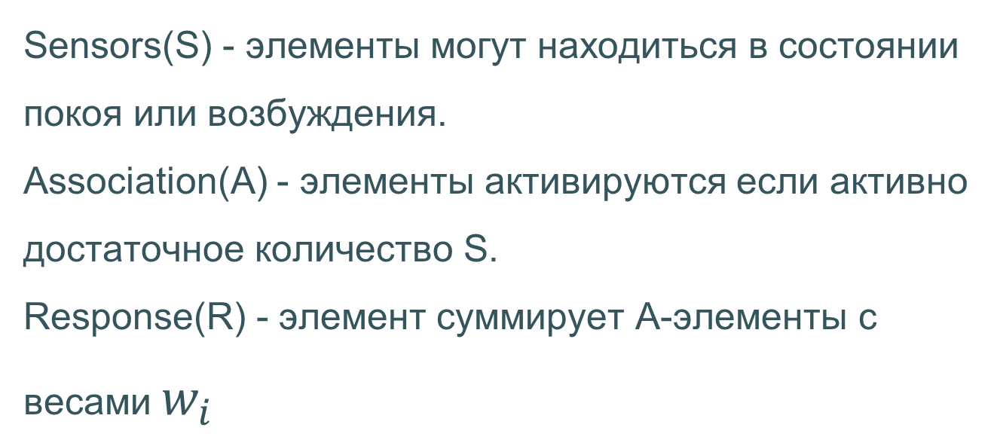 Sensors(S) - элементы могут находиться в состоянии
покоя или возбуждения.
Association(A) - элементы активируются если активно
достаточное количество S.
Response(R) - элемент суммирует А-элементы с
весами wᵢ